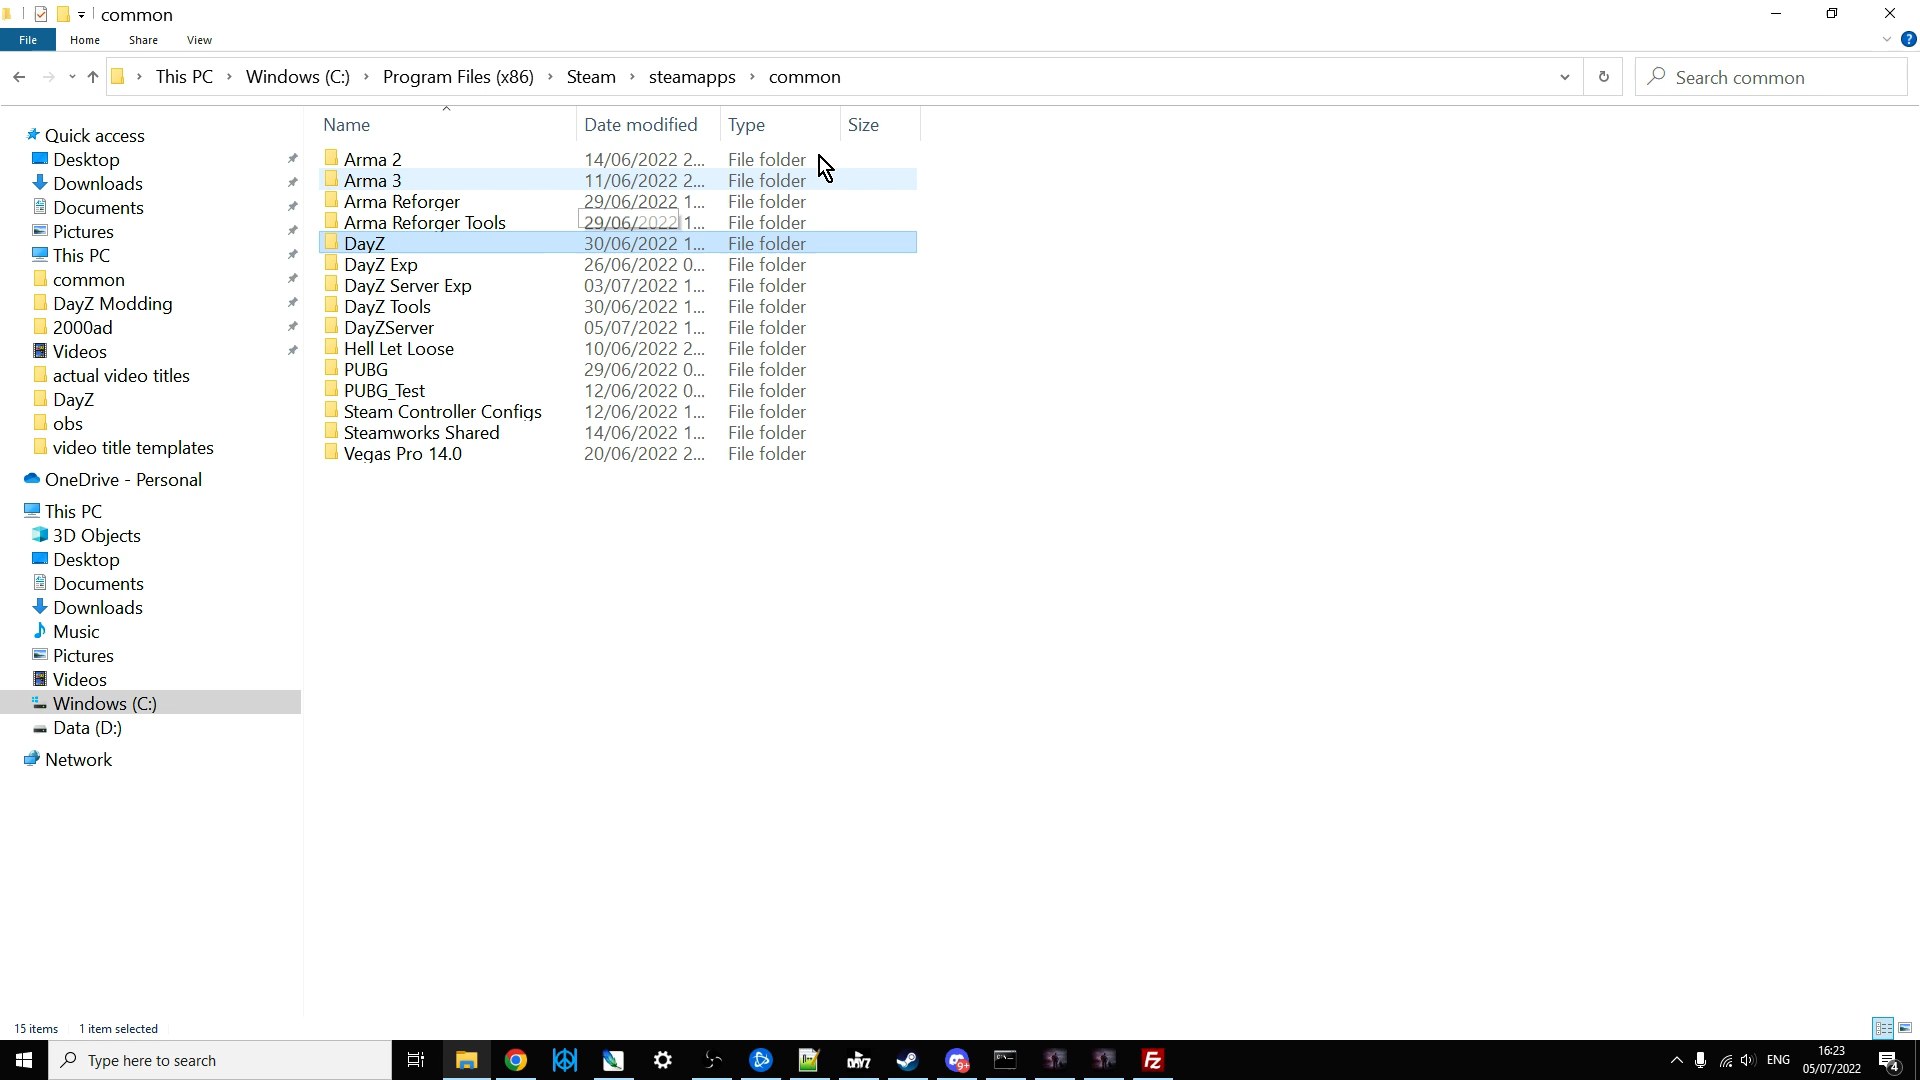 common
File Home Share View
This PC Windows (C:) Program Files (x86) Steam steamapps common
Search common
Name Date modified Type Size
Quick access
Desktop
Downloads
Documents
Pictures
This PC
common
DayZ Modding
2000ad
Videos
actual video titles
DayZ
obs
video title templates
OneDrive - Personal
This PC
3D Objects
Desktop
Documents
Downloads
Music
Pictures
Videos
Windows (C:)
Data (D:)
Network
Arma 2 14/06/2022 2... File folder
Arma 3 11/06/2022 2... File folder
Arma Reforger 29/06/2022 1... File folder
Arma Reforger Tools 29/06/2022 1... File folder
DayZ 30/06/2022 1... File folder
DayZ Exp 26/06/2022 0... File folder
DayZ Server Exp 03/07/2022 1... File folder
DayZ Tools 30/06/2022 1... File folder
DayZServer 05/07/2022 1... File folder
Hell Let Loose 10/06/2022 2... File folder
PUBG 29/06/2022 0... File folder
PUBG_Test 12/06/2022 0... File folder
Steam Controller Configs 12/06/2022 1... File folder
Steamworks Shared 14/06/2022 1... File folder
Vegas Pro 14.0 20/06/2022 2... File folder
15 items 1 item selected
Type here to search
DAYZ
9+
FZ
ENG
16:23
05/07/2022
4